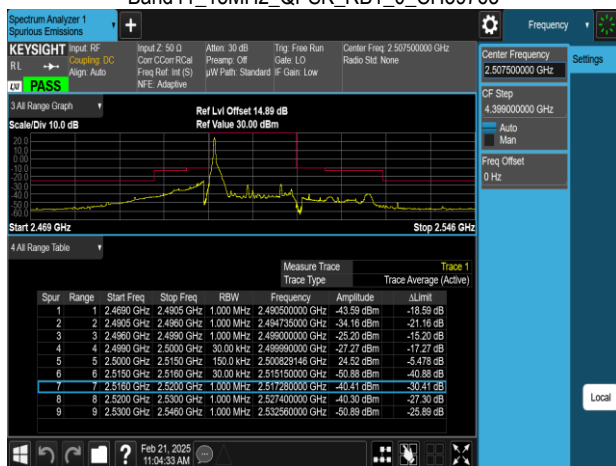 Band41_15MHz_QPSK_RB1_0_CH39765
Spectrum Analyzer 1
Spurious Emissions
Frequency
KEYSIGHT
RL
PASS
Input: RF
Coupling: DC
Align: Auto
Input Z: 50 Ω
Corr CCorr RCal
Freq Ref: Int (S)
NFE: Adaptive
Atten: 30 dB
Preamp: Off
µW Path: Standard
Trig: Free Run
Gate: LO
IF Gain: Low
Center Freq: 2.507500000 GHz
Radio Std: None
Center Frequency
2.507500000 GHz
Settings
CF Step
4.399000000 GHz
Auto
Man
Freq Offset
0 Hz
3 All Range Graph
Scale/Div 10.0 dB
Ref Lvl Offset 14.89 dB
Ref Value 30.00 dBm
20.0
10.0
0.00
-10.0
-20.0
-30.0
-40.0
-50.0
-60.0
Start 2.469 GHz
Stop 2.546 GHz
4 All Range Table
Measure Trace Trace 1
Trace Type Trace Average (Active)
Spur Range Start Freq Stop Freq RBW Frequency Amplitude ΔLimit
1 1 2.4690 GHz 2.4905 GHz 1.000 MHz 2.490500000 GHz -43.59 dBm -18.59 dB
2 2 2.4905 GHz 2.4960 GHz 1.000 MHz 2.494735000 GHz -34.16 dBm -21.16 dB
3 3 2.4960 GHz 2.4990 GHz 1.000 MHz 2.499000000 GHz -25.20 dBm -15.20 dB
4 4 2.4990 GHz 2.5000 GHz 30.00 kHz 2.499990000 GHz -27.27 dBm -17.27 dB
5 5 2.5000 GHz 2.5150 GHz 150.0 kHz 2.500829146 GHz 24.52 dBm -5.478 dB
6 6 2.5150 GHz 2.5160 GHz 30.00 kHz 2.515150000 GHz -50.88 dBm -40.88 dB
7 7 2.5160 GHz 2.5200 GHz 1.000 MHz 2.517280000 GHz -40.41 dBm -30.41 dB
8 8 2.5200 GHz 2.5300 GHz 1.000 MHz 2.527400000 GHz -40.30 dBm -27.30 dB
9 9 2.5300 GHz 2.5460 GHz 1.000 MHz 2.532560000 GHz -50.89 dBm -25.89 dB
Local
Feb 21, 2025
11:04:33 AM